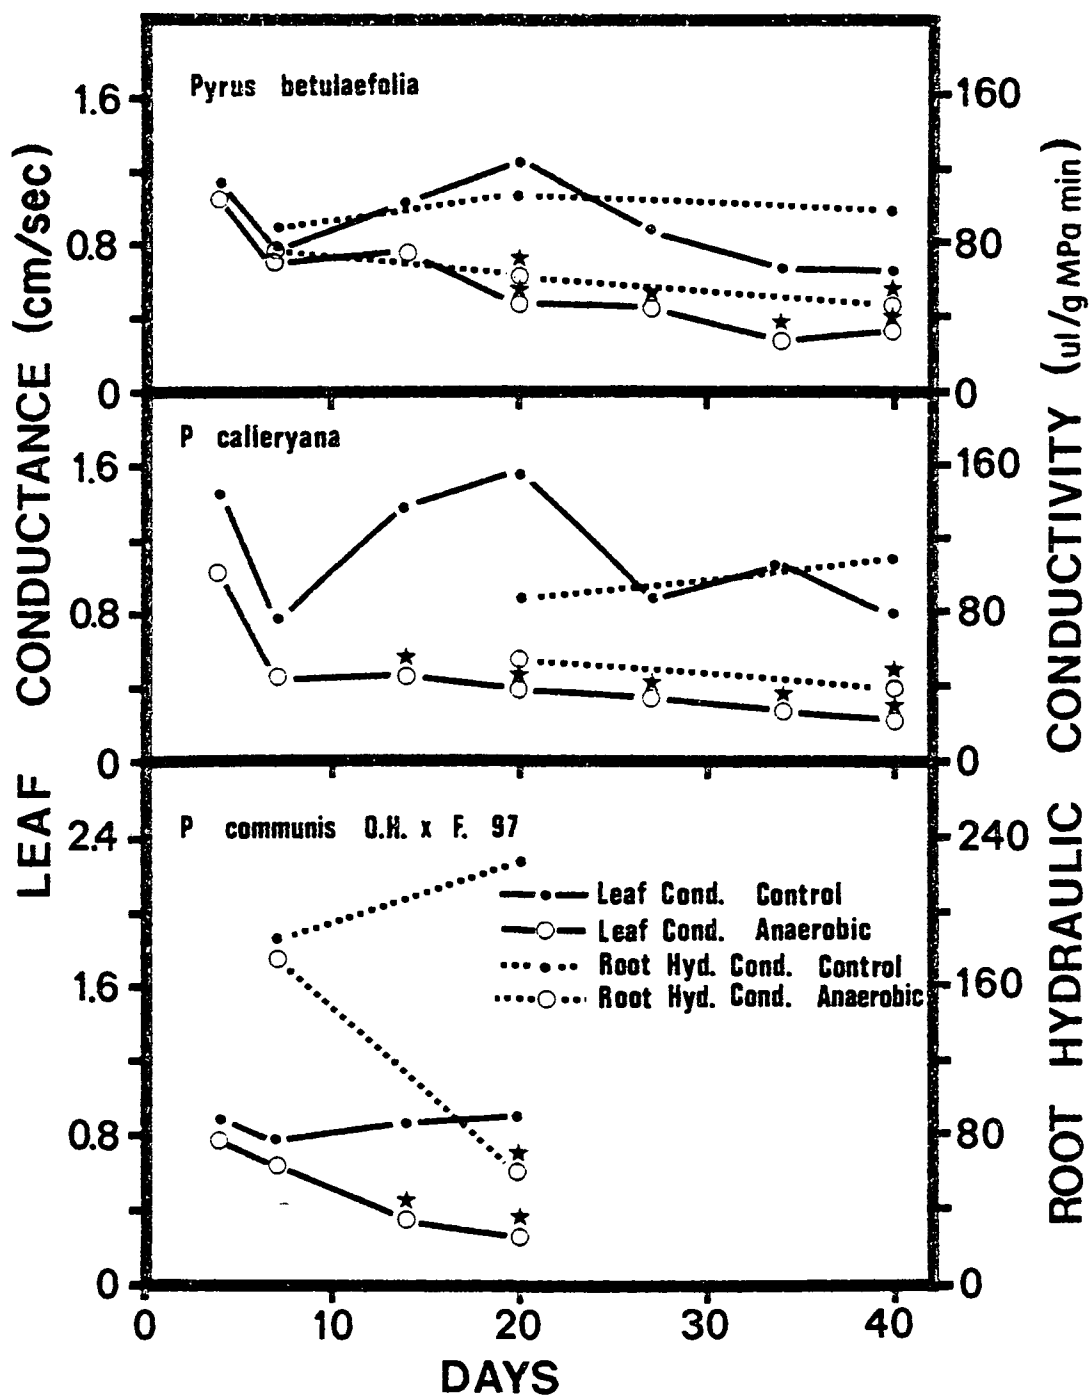 LEAF CONDUCTANCE (cm/sec)
Pyrus betulaefolia
1.6
0.8
0
160
80
0
P calleryana
1.6
0.8
0
160
80
0
P communis O.H. x F. 97
2.4
1.6
0.8
0
240
160
80
0
Leaf Cond. Control
Leaf Cond. Anaerobic
Root Hyd. Cond. Control
Root Hyd. Cond. Anaerobic
0 10 20 30 40
DAYS
ROOT HYDRAULIC CONDUCTIVITY (ul/g MPa min)